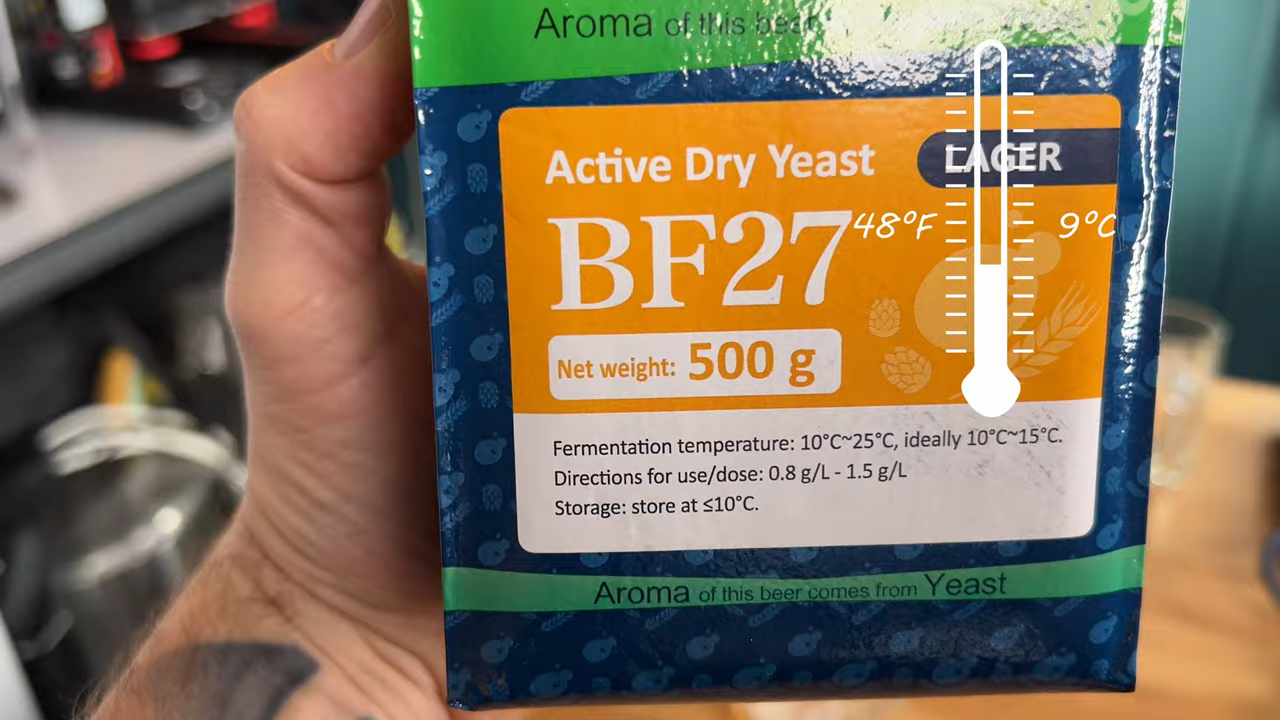 Aroma of this beer
Active Dry Yeast
LAGER
BF27
48°F
9°C
Net weight: 500 g
Fermentation temperature: 10°C~25°C, ideally 10°C~15°C.
Directions for use/dose: 0.8 g/L - 1.5 g/L
Storage: store at ≤10°C.
Aroma of this beer comes from Yeast